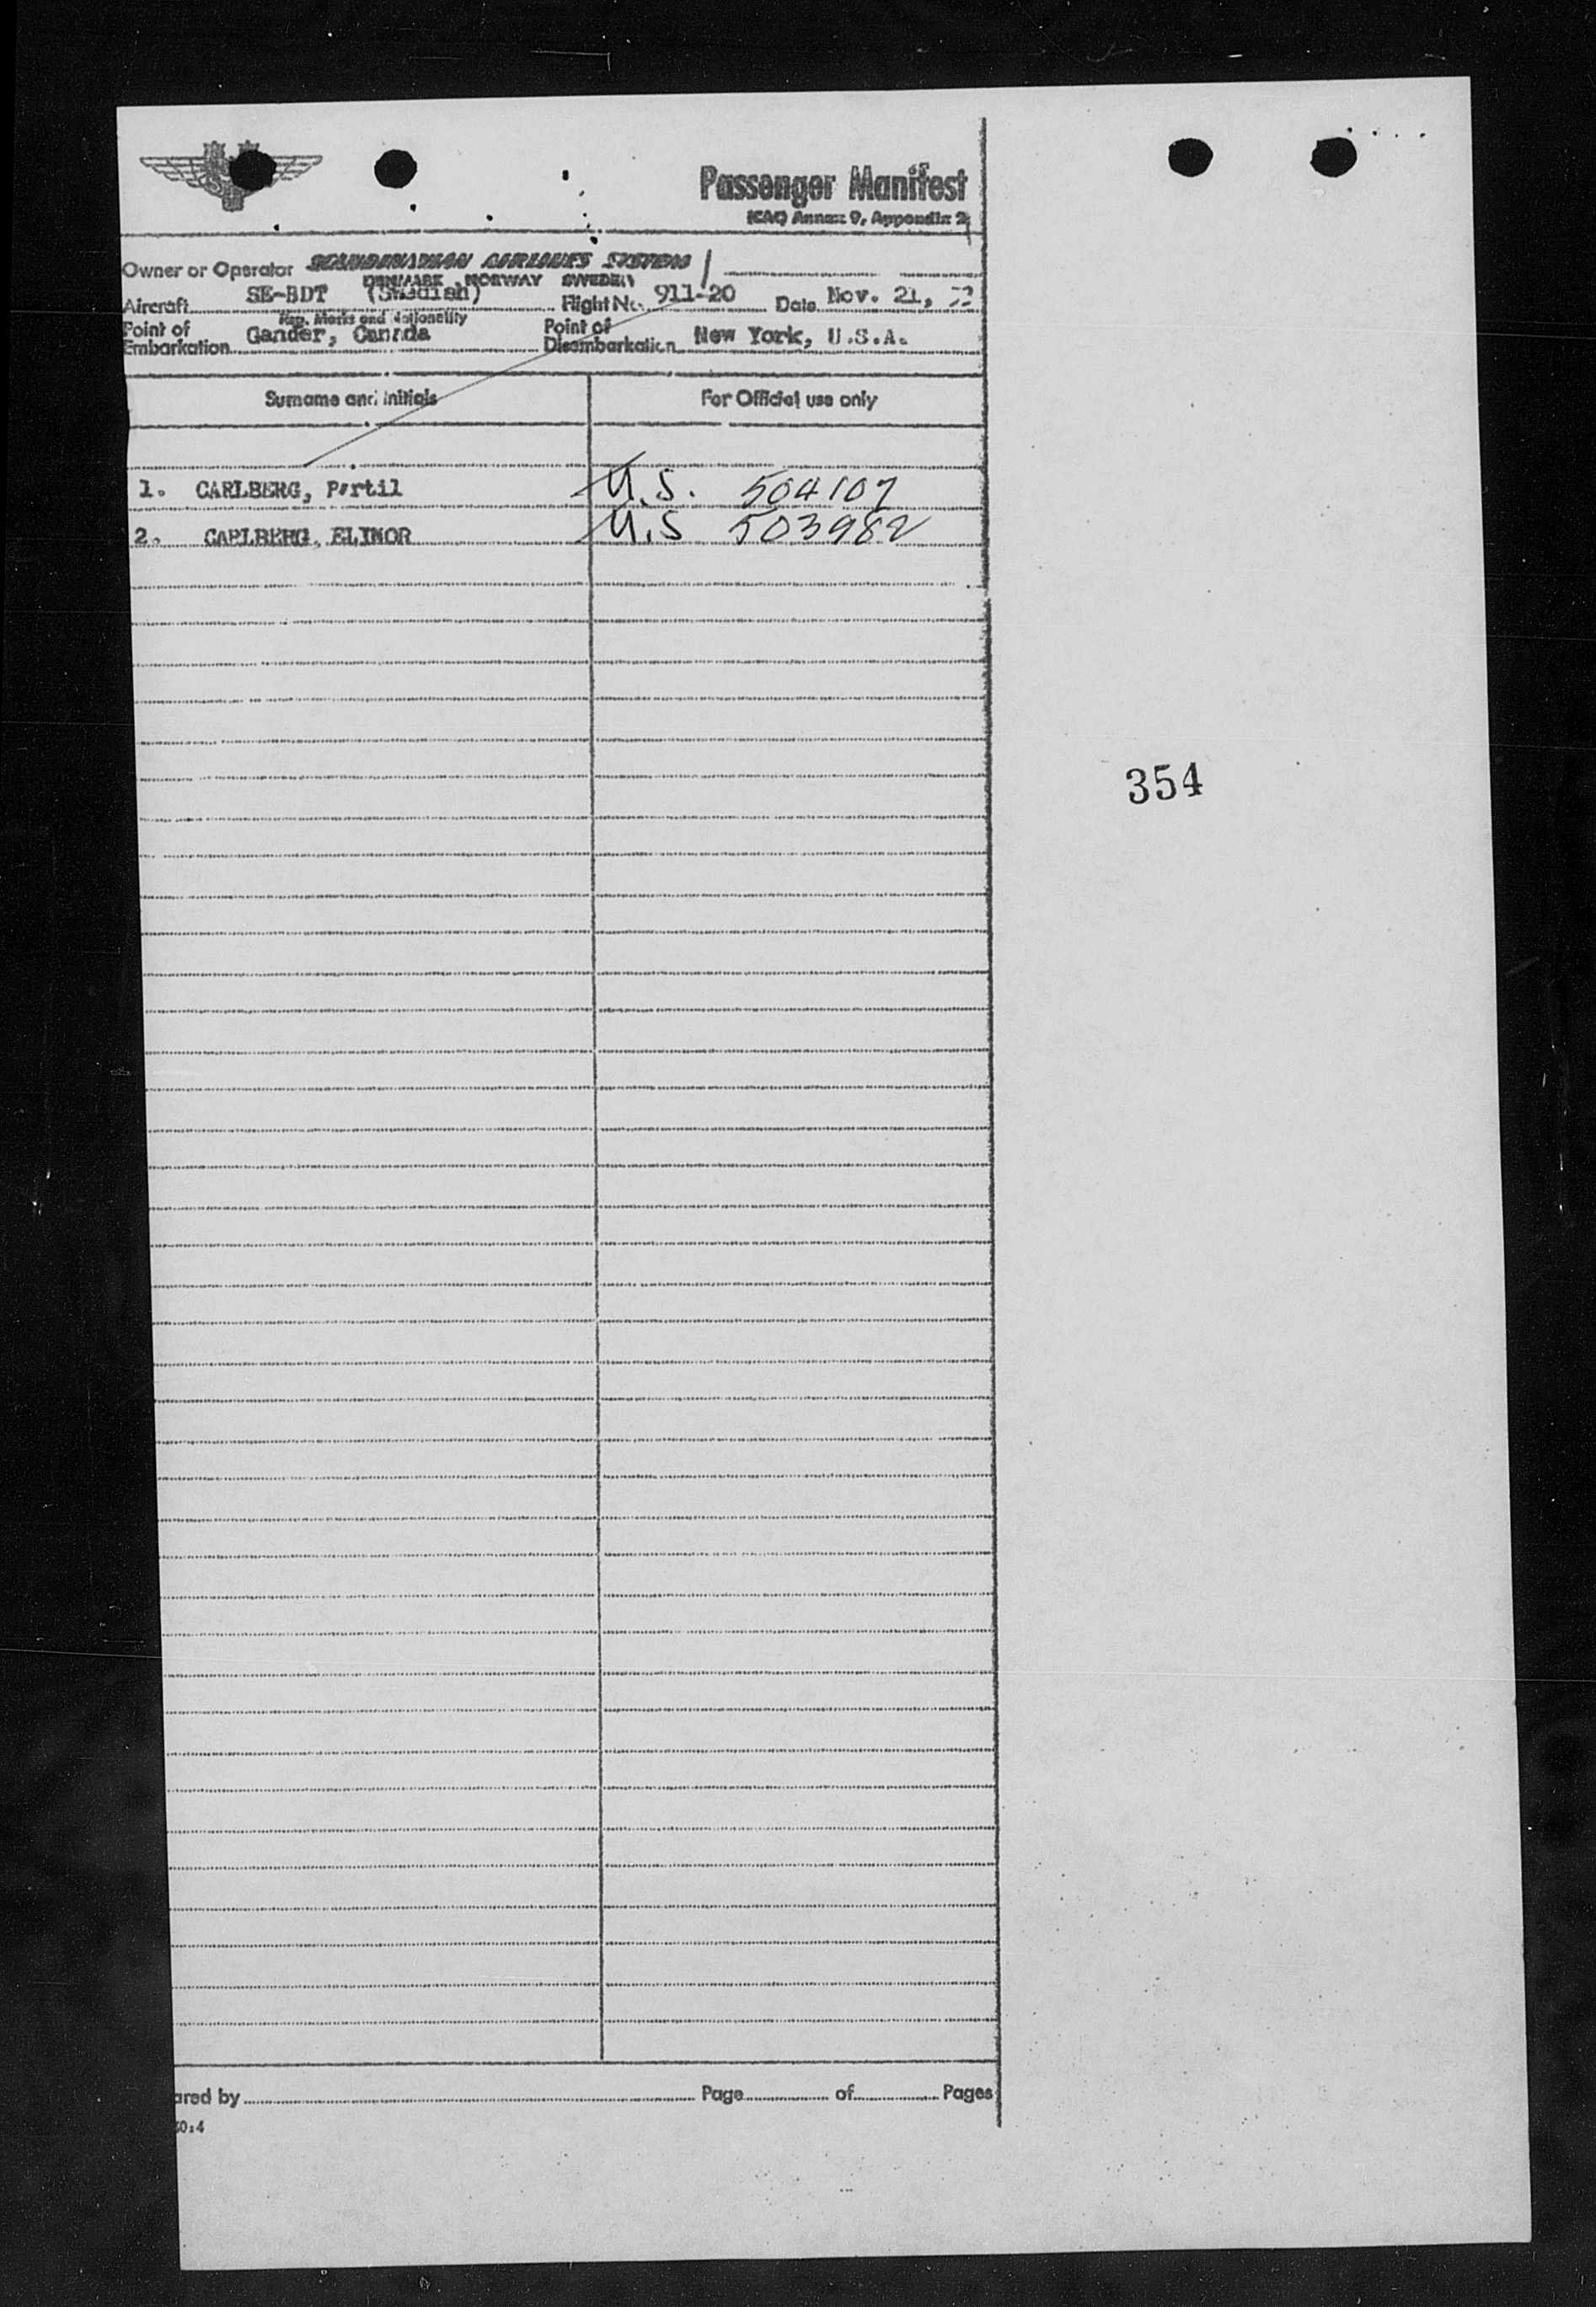 Passenger Manifest
ICAO Annex 9, Appendix 2
Owner or Operator SCANDINAVIAN AIRLINES SYSTEM
DENMARK NORWAY SWEDEN
Aircraft SE-BDT (Swedish) Flight No. 911-20 Date Nov. 21,
Reg. Marks and Nationality
Point of Embarkation Gander, Canada Point of Disembarkation New York, U.S.A.
Surname and Initials For Official use only
1. CARLBERG, U.S. 504107
2. CARLBERG, ELINOR U.S 503982
354
ared by Page of Pages